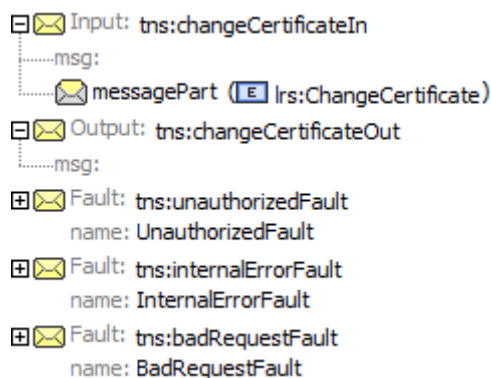 Input: tns:changeCertificateIn
msg:
messagePart (E lrs:ChangeCertificate)
Output: tns:changeCertificateOut
msg:
Fault: tns:unauthorizedFault
name: UnauthorizedFault
Fault: tns:internalErrorFault
name: InternalErrorFault
Fault: tns:badRequestFault
name: BadRequestFault